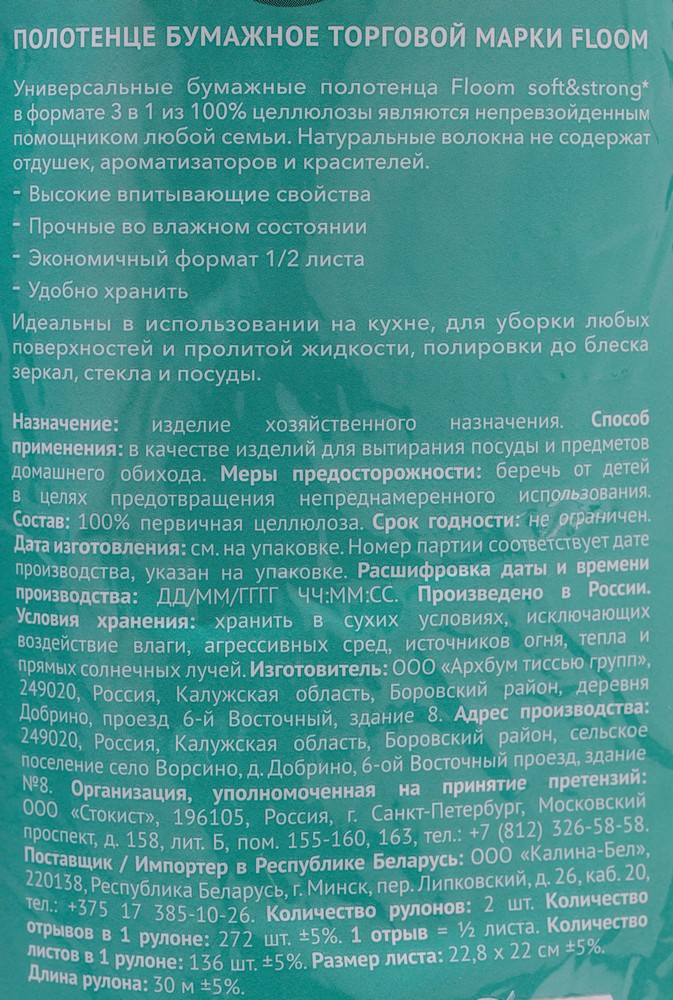 ПОЛОТЕНЦЕ БУМАЖНОЕ ТОРГОВОЙ МАРКИ FLOOM
Универсальные бумажные полотенца Floom soft&strong*
в формате 3 в 1 из 100% целлюлозы являются непревзойденным
помощником любой семьи. Натуральные волокна не содержат
отдушек, ароматизаторов и красителей.
- Высокие впитывающие свойства
- Прочные во влажном состоянии
- Экономичный формат 1/2 листа
- Удобно хранить
Идеальны в использовании на кухне, для уборки любых
поверхностей и пролитой жидкости, полировки до блеска
зеркал, стекла и посуды.
Назначение: изделие хозяйственного назначения. Способ
применения: в качестве изделий для вытирания посуды и предметов
домашнего обихода. Меры предосторожности: беречь от детей
в целях предотвращения непреднамеренного использования.
Состав: 100% первичная целлюлоза. Срок годности: не ограничен.
Дата изготовления: см. на упаковке. Номер партии соответствует дате
производства, указан на упаковке. Расшифровка даты и времени
производства: ДД/ММ/ГГГГ ЧЧ:ММ:СС. Произведено в России.
Условия хранения: хранить в сухих условиях, исключающих
воздействие влаги, агрессивных сред, источников огня, тепла и
прямых солнечных лучей. Изготовитель: ООО «Архбум тиссью групп»,
249020, Россия, Калужская область, Боровский район, деревня
Добрино, проезд 6-й Восточный, здание 8. Адрес производства:
249020, Россия, Калужская область, Боровский район, сельское
поселение село Ворсино, д. Добрино, 6-ой Восточный проезд, здание
№8. Организация, уполномоченная на принятие претензий:
ООО «Стокист», 196105, Россия, г. Санкт-Петербург, Московский
проспект, д. 158, лит. Б, пом. 155-160, 163, тел.: +7 (812) 326-58-58.
Поставщик / Импортер в Республике Беларусь: ООО «Калина-Бел»,
220138, Республика Беларусь, г. Минск, пер. Липковский, д. 26, каб. 20,
тел.: +375 17 385-10-26. Количество рулонов: 2 шт. Количество
отрывов в 1 рулоне: 272 шт. ±5%. 1 отрыв = ½ листа. Количество
листов в 1 рулоне: 136 шт. ±5%. Размер листа: 22,8 х 22 см ±5%.
Длина рулона: 30 м ±5%.